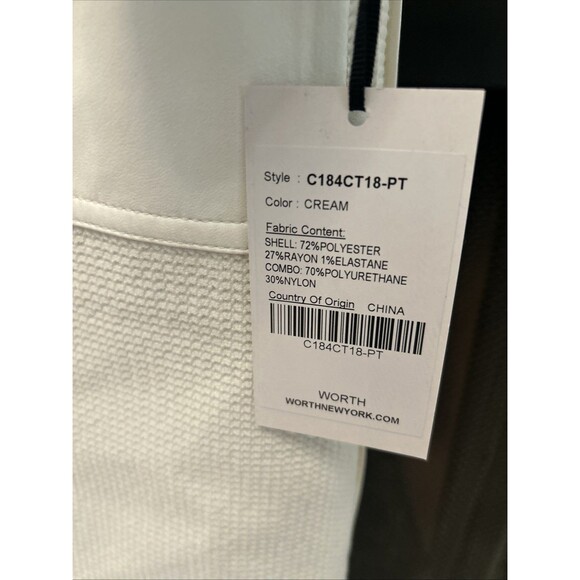 Style : C184CT18-PT
Color : CREAM
Fabric Content:
SHELL: 72%POLYESTER
27%RAYON 1%ELASTANE
COMBO: 70%POLYURETHANE
30%NYLON
Country Of Origin CHINA
C184CT18-PT
WORTH
WORTHNEWYORK.COM